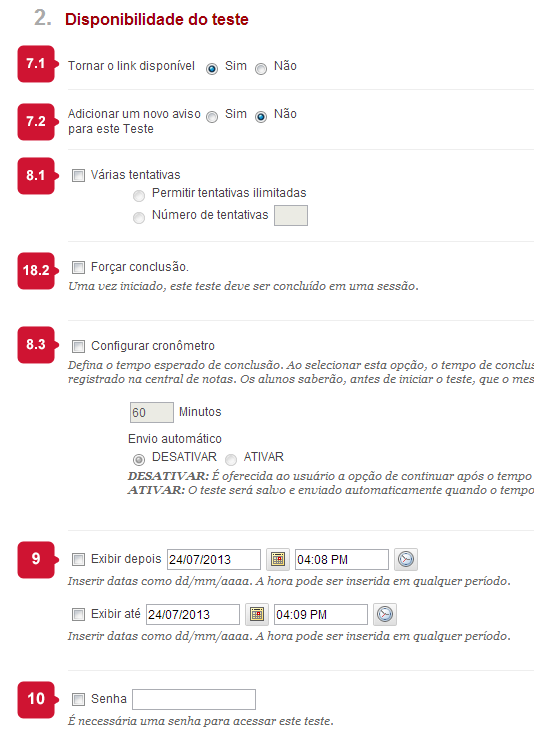 2. Disponibilidade do teste
7.1 Tornar o link disponível Sim Não
7.2 Adicionar um novo aviso Sim Não
para este Teste
8.1 Várias tentativas
Permitir tentativas ilimitadas
Número de tentativas
18.2 Forçar conclusão.
Uma vez iniciado, este teste deve ser concluído em uma sessão.
8.3 Configurar cronômetro
Defina o tempo esperado de conclusão. Ao selecionar esta opção, o tempo de conclus
registrado na central de notas. Os alunos saberão, antes de iniciar o teste, que o mes
60 Minutos
Envio automático
DESATIVAR ATIVAR
DESATIVAR: É oferecida ao usuário a opção de continuar após o tempo
ATIVAR: O teste será salvo e enviado automaticamente quando o tempo
9 Exibir depois 24/07/2013 04:08 PM
Inserir datas como dd/mm/aaaa. A hora pode ser inserida em qualquer período.
Exibir até 24/07/2013 04:09 PM
Inserir datas como dd/mm/aaaa. A hora pode ser inserida em qualquer período.
10 Senha
É necessária uma senha para acessar este teste.